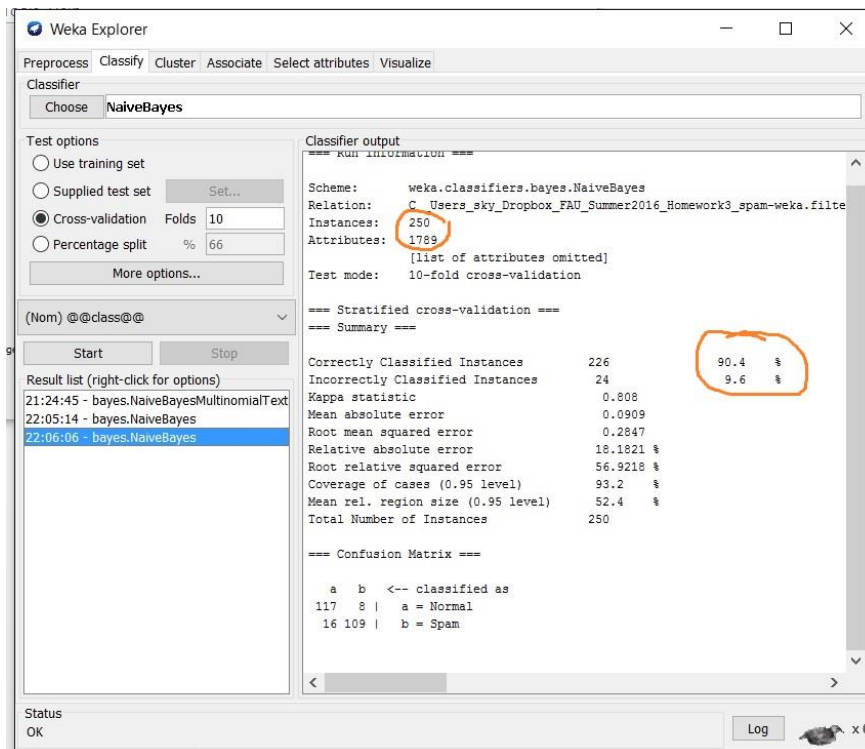 Weka Explorer
Preprocess Classify Cluster Associate Select attributes Visualize
Classifier
Choose NaiveBayes
Test options
Use training set
Supplied test set Set...
Cross-validation Folds 10
Percentage split % 66
More options...
(Nom) @@class@@
Start Stop
Result list (right-click for options)
21:24:45 - bayes.NaiveBayesMultinomialText
22:05:14 - bayes.NaiveBayes
22:06:06 - bayes.NaiveBayes
Classifier output
=== Run information ===
Scheme: weka.classifiers.bayes.NaiveBayes
Relation: C__Users_sky_Dropbox_FAU_Summer2016_Homework3_spam-weka.filte
Instances: 250
Attributes: 1789
[list of attributes omitted]
Test mode: 10-fold cross-validation
=== Stratified cross-validation ===
=== Summary ===
Correctly Classified Instances 226 90.4 %
Incorrectly Classified Instances 24 9.6 %
Kappa statistic 0.808
Mean absolute error 0.0909
Root mean squared error 0.2847
Relative absolute error 18.1821 %
Root relative squared error 56.9218 %
Coverage of cases (0.95 level) 93.2 %
Mean rel. region size (0.95 level) 52.4 %
Total Number of Instances 250
=== Confusion Matrix ===
a b <-- classified as
117 8 | a = Normal
16 109 | b = Spam
Status
OK
Log
x